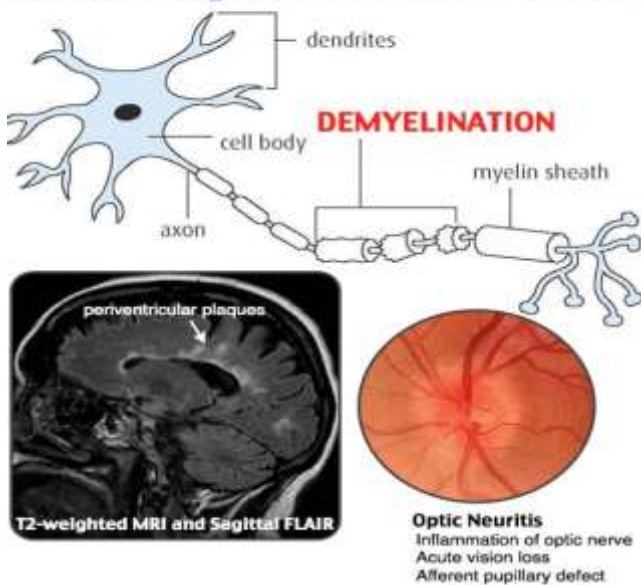 dendrites
DEMYELINATION
cell body
myelin sheath
axon
periventricular plaques
T2-weighted MRI and Sagittal FLAIR
Optic Neuritis
Inflammation of optic nerve
Acute vision loss
Afferent pupillary defect